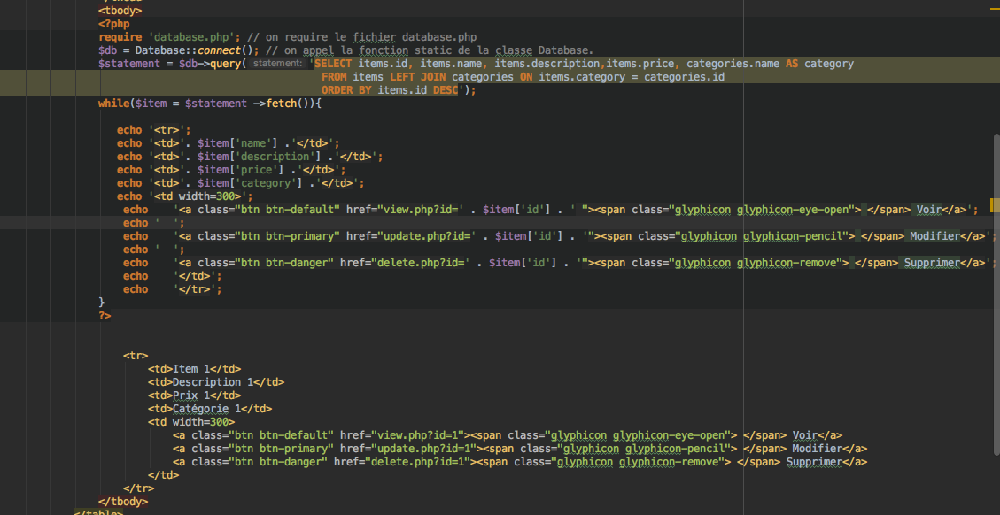 <tbody>
<?php
require 'database.php'; // on require le fichier database.php
$db = Database::connect(); // on appel la fonction static de la classe Database.
$statement = $db->query( statement: 'SELECT items.id, items.name, items.description,items.price, categories.name AS category
FROM items LEFT JOIN categories ON items.category = categories.id
ORDER BY items.id DESC');
while($item = $statement ->fetch()){
echo '<tr>';
echo '<td>'. $item['name'] .'</td>';
echo '<td>'. $item['description'] .'</td>';
echo '<td>'. $item['price'] .'</td>';
echo '<td>'. $item['category'] .'</td>';
echo '<td width=300>';
echo '<a class="btn btn-default" href="view.php?id=' . $item['id'] . ' "><span class="glyphicon glyphicon-eye-open"> </span> Voir</a>';
echo ' ';
echo '<a class="btn btn-primary" href="update.php?id=' . $item['id'] . '"><span class="glyphicon glyphicon-pencil"> </span> Modifier</a>';
echo ' ';
echo '<a class="btn btn-danger" href="delete.php?id=' . $item['id'] . '"><span class="glyphicon glyphicon-remove"> </span> Supprimer</a>';
echo '</td>';
echo '</tr>';
}
?>
<tr>
<td>Item 1</td>
<td>Description 1</td>
<td>Prix 1</td>
<td>Catégorie 1</td>
<td width=300>
<a class="btn btn-default" href="view.php?id=1"><span class="glyphicon glyphicon-eye-open"> </span> Voir</a>
<a class="btn btn-primary" href="update.php?id=1"><span class="glyphicon glyphicon-pencil"> </span> Modifier</a>
<a class="btn btn-danger" href="delete.php?id=1"><span class="glyphicon glyphicon-remove"> </span> Supprimer</a>
</td>
</tr>
</tbody>
</table>